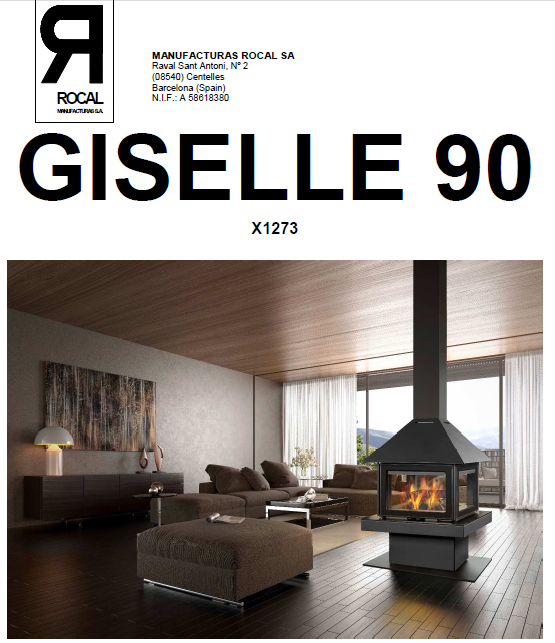 R
ROCAL
MANUFACTURAS S.A.
MANUFACTURAS ROCAL SA
Raval Sant Antoni, Nº 2
(08540) Centelles
Barcelona (Spain)
N.I.F.: A 58618380
GISELLE 90
X1273